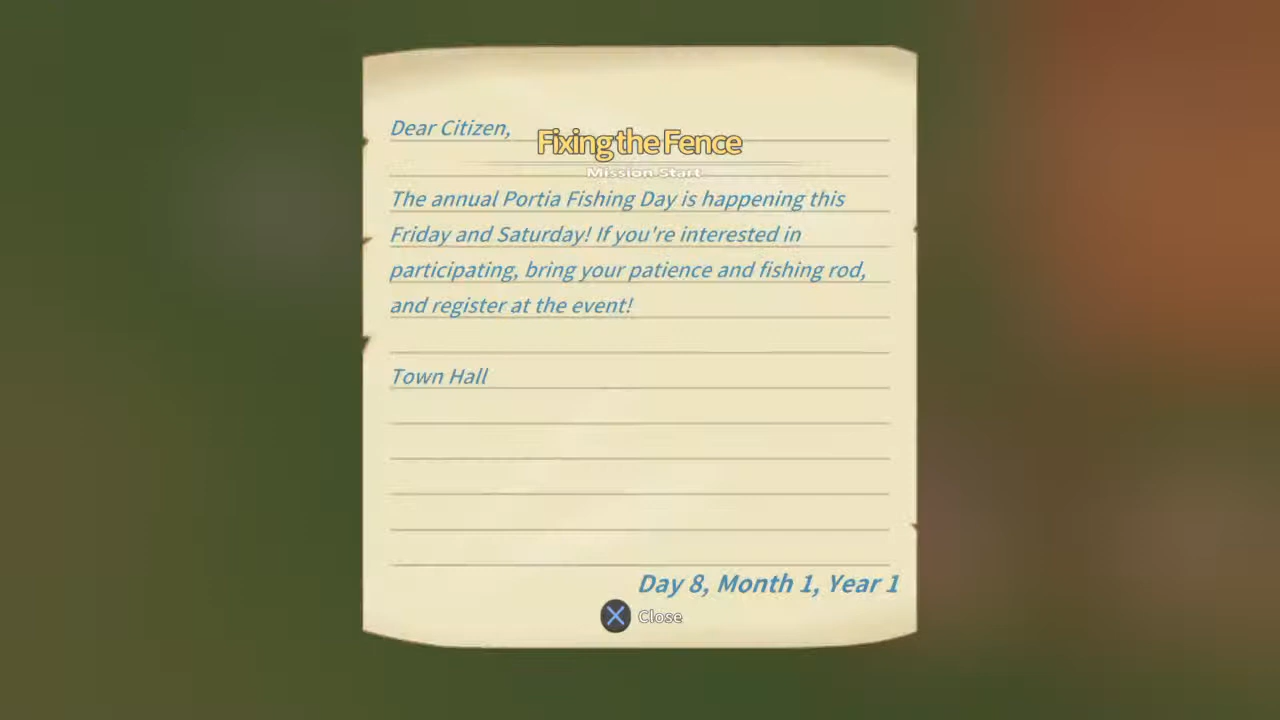 Dear Citizen,
Fixing the Fence
Mission Start
The annual Portia Fishing Day is happening this
Friday and Saturday! If you're interested in
participating, bring your patience and fishing rod,
and register at the event!
Town Hall
Day 8, Month 1, Year 1
Close